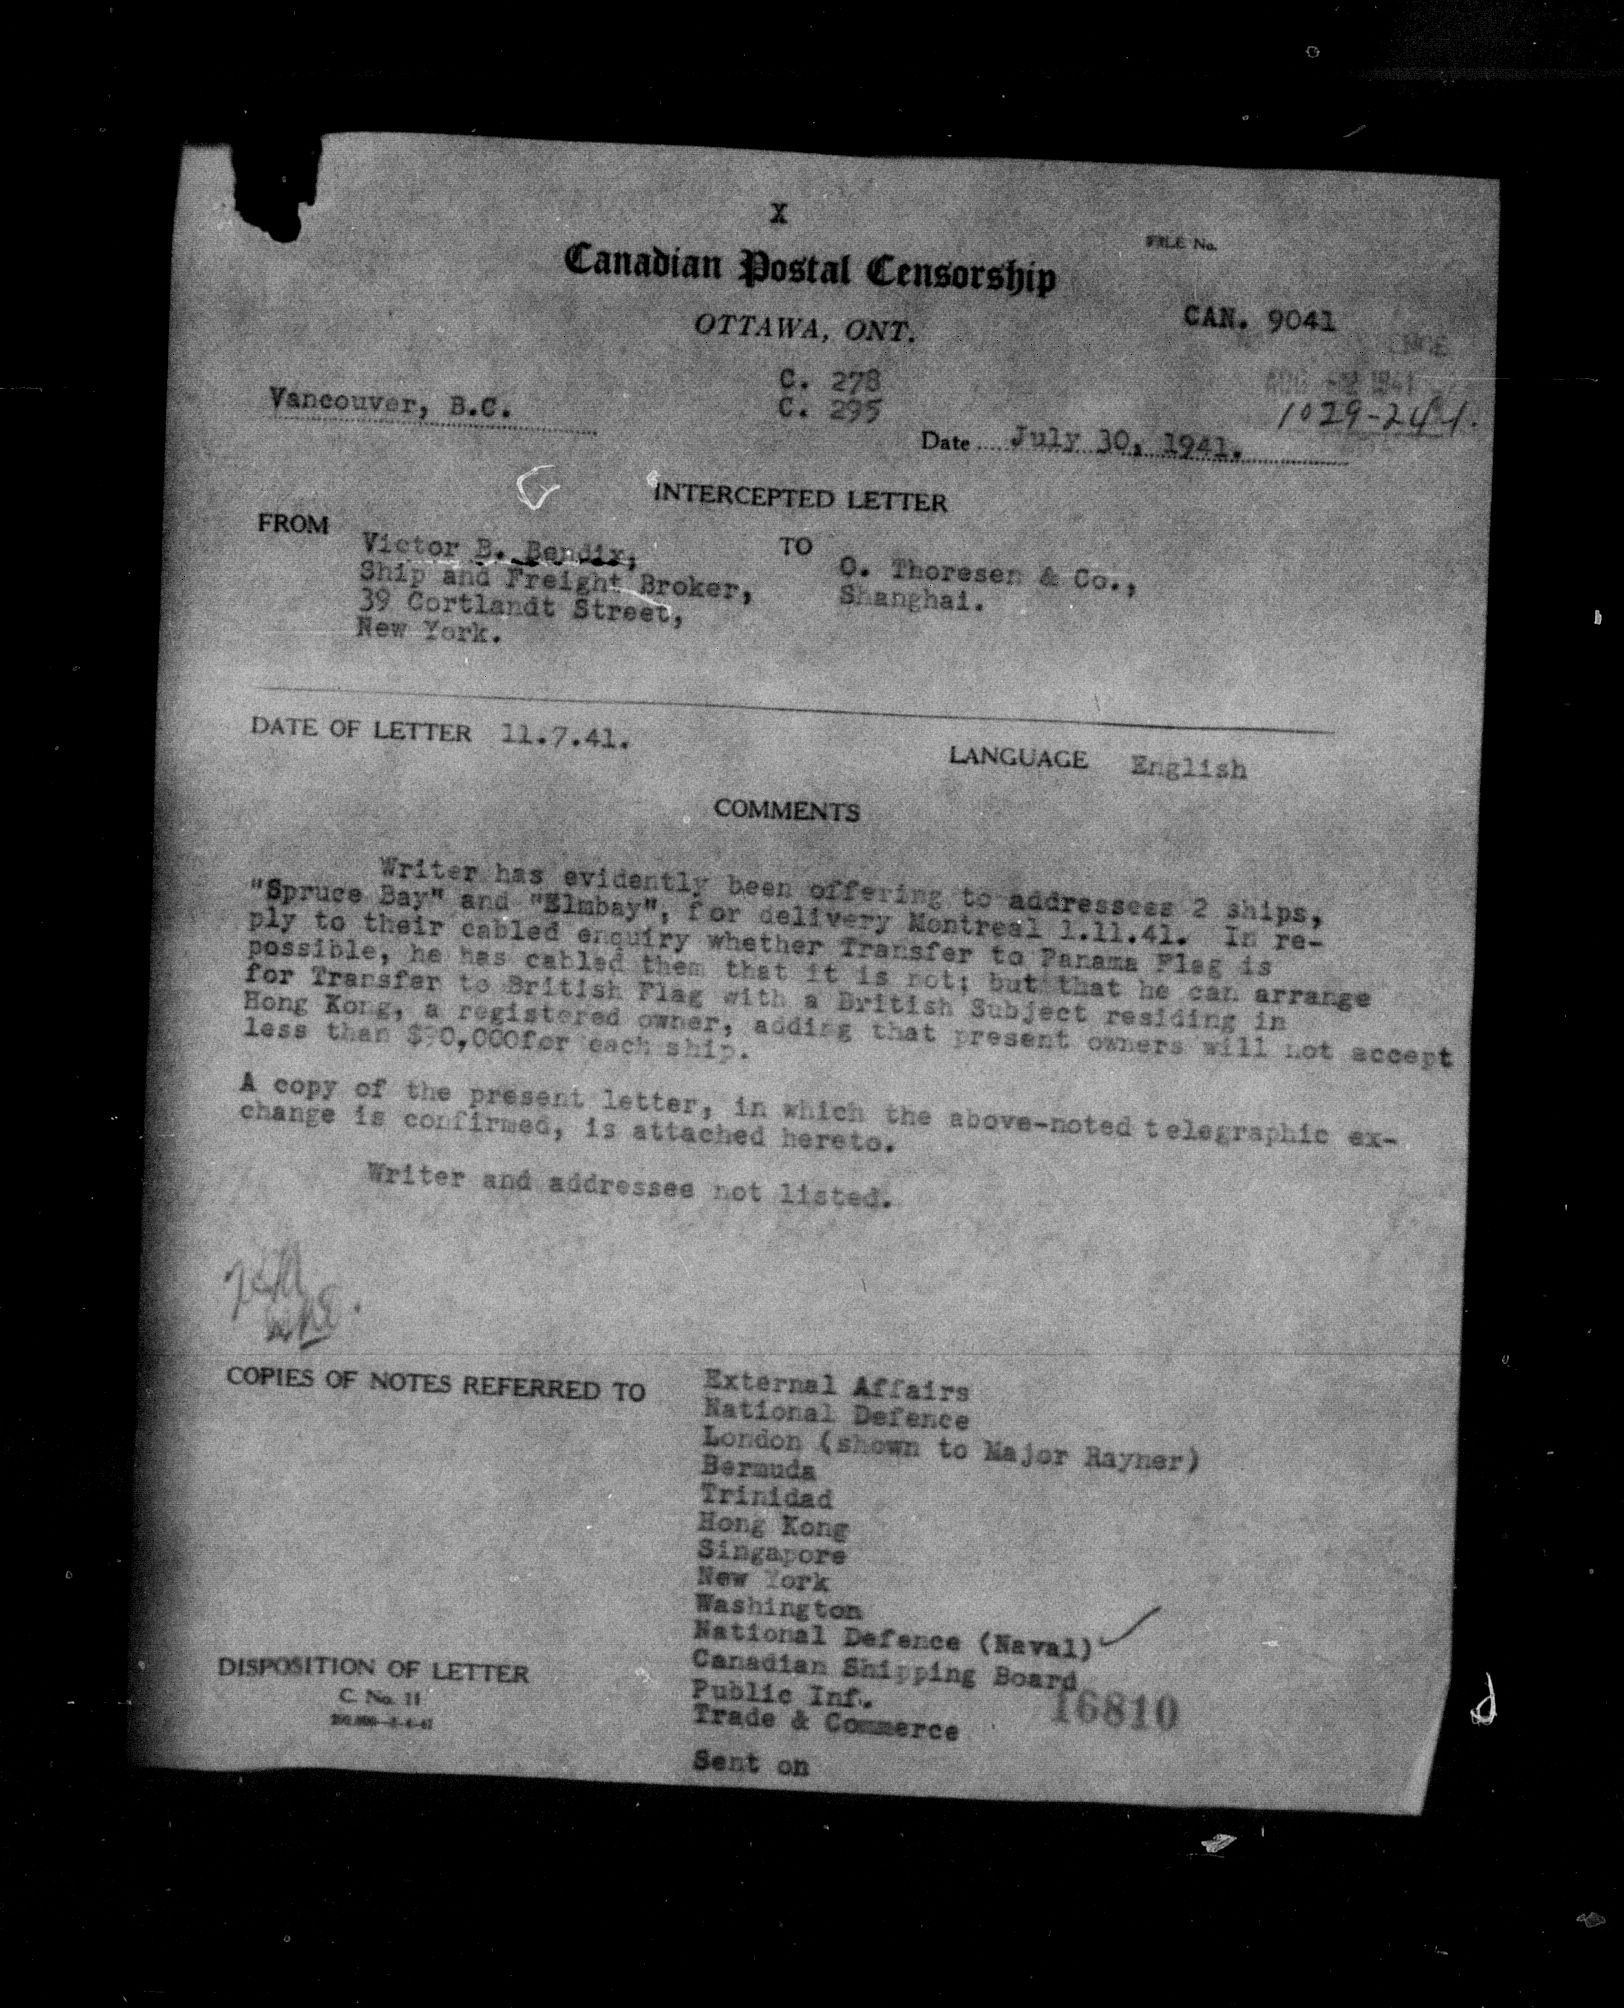 X
FILE No.
Canadian Postal Censorship
OTTAWA, ONT.
CAN. 9041
C. 278
AUG 1941
Vancouver, B.C.
C. 295
1029-244.
Date July 30, 1941.
INTERCEPTED LETTER
FROM
Victor B. Bendix,
Ship and Freight Broker,
39 Cortlandt Street,
New York.
TO
O. Thoresen & Co.,
Shanghai.
DATE OF LETTER 11.7.41.
LANGUAGE English
COMMENTS
Writer has evidently been offering to addressees 2 ships,
"Spruce Bay" and "Elmbay", for delivery Montreal 1.11.41. In re-
ply to their cabled enquiry whether Transfer to Panama Flag is
possible, he has cabled them that it is not; but that he can arrange
for Transfer to British Flag with a British Subject residing in
Hong Kong, a registered owner, adding that present owners will not accept
less than for each ship.
A copy of the present letter, in which the above-noted telegraphic ex-
change is confirmed, is attached hereto.
Writer and addressee not listed.
COPIES OF NOTES REFERRED TO
External Affairs
National Defence
London (shown to Major Rayner)
Bermuda
Trinidad
Hong Kong
Singapore
New York
Washington
National Defence (Naval)
Canadian Shipping Board
Public Inf.
Trade & Commerce
16810
Sent on
DISPOSITION OF LETTER
C. No. 11